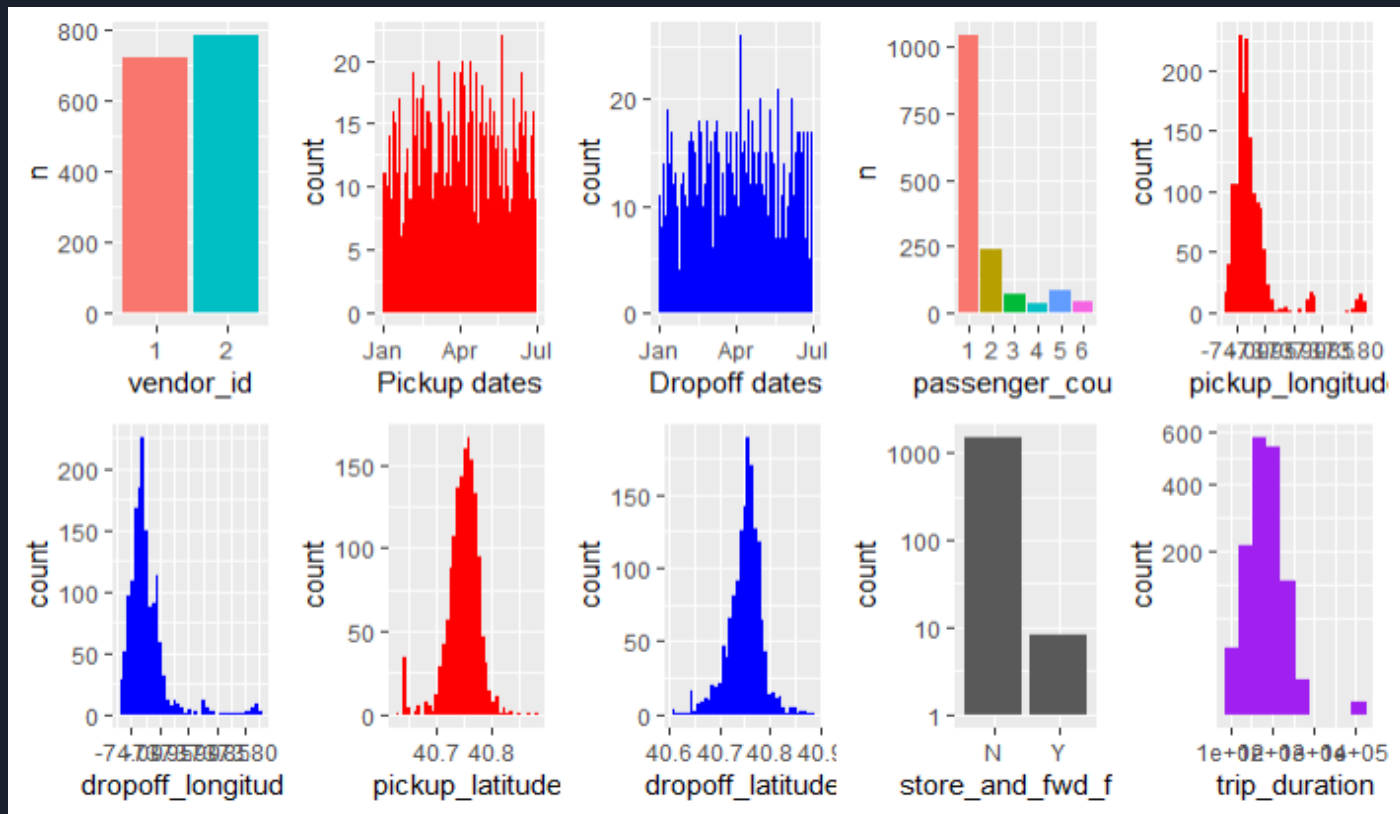 800
600
400
200
0
n
1 2
vendor_id
20
15
10
5
0
count
Jan Apr Jul
Pickup dates
20
10
0
count
Jan Apr Jul
Dropoff dates
1000
750
500
250
0
n
1 2 3 4 5 6
passenger_cou
200
150
100
50
0
count
pickup_longitud
200
150
100
50
0
count
dropoff_longitud
150
100
50
0
count
40.7 40.8
pickup_latitude
150
100
50
0
count
40.6 40.7 40.8 40.9
dropoff_latitude
1000
100
10
1
count
N Y
store_and_fwd_f
600
400
200
count
trip_duration